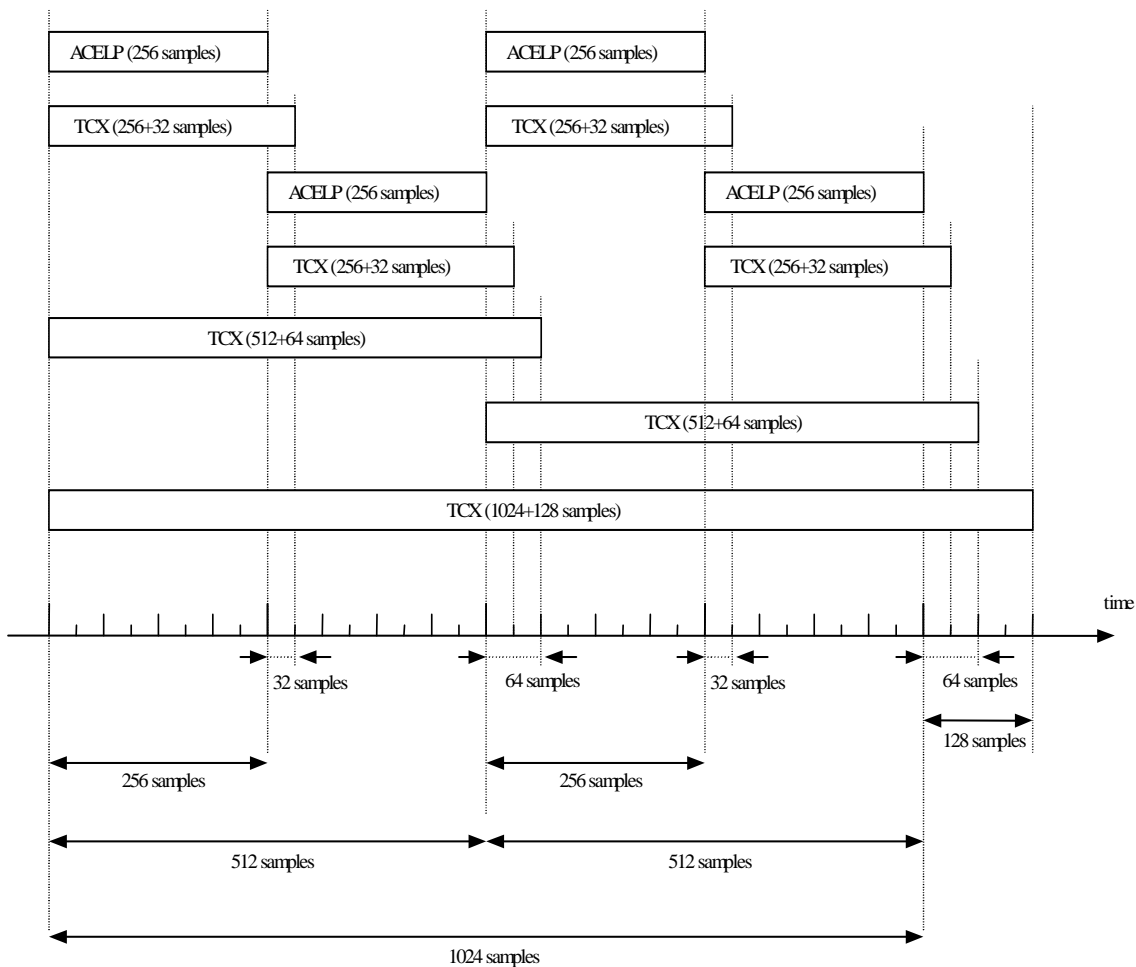 ACELP (256 samples)
ACELP (256 samples)
TCX (256+32 samples)
TCX (256+32 samples)
ACELP (256 samples)
ACELP (256 samples)
TCX (256+32 samples)
TCX (256+32 samples)
TCX (512+64 samples)
TCX (512+64 samples)
TCX (1024+128 samples)
time
32 samples
64 samples
32 samples
64 samples
128 samples
256 samples
256 samples
512 samples
512 samples
1024 samples